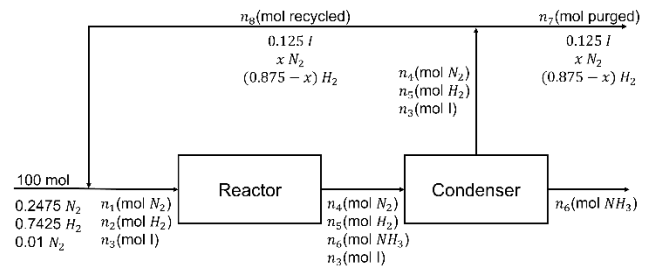 n₈(mol recycled)
0.125 I
x N₂
(0.875 − x) H₂
n₇(mol purged)
0.125 I
x N₂
(0.875 − x) H₂
n₄(mol N₂)
n₅(mol H₂)
n₃(mol I)
100 mol
0.2475 N₂
0.7425 H₂
0.01 N₂
n₁(mol N₂)
n₂(mol H₂)
n₃(mol I)
Reactor
n₄(mol N₂)
n₅(mol H₂)
n₆(mol NH₃)
n₃(mol I)
Condenser
n₆(mol NH₃)